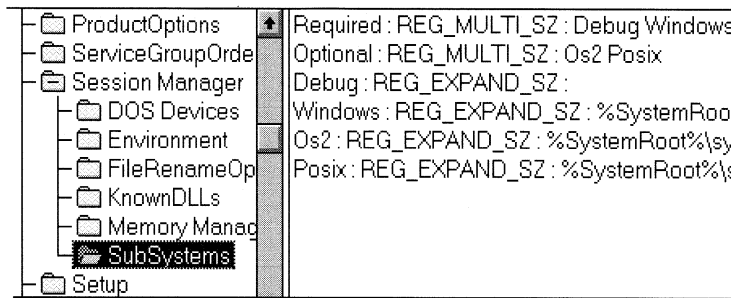 ProductOptions
ServiceGroupOrde
Session Manager
DOS Devices
Environment
FileRenameOp
KnownDLLs
Memory Manag
SubSystems
Setup
Required : REG_MULTI_SZ : Debug Windows
Optional : REG_MULTI_SZ : Os2 Posix
Debug : REG_EXPAND_SZ :
Windows : REG_EXPAND_SZ : %SystemRoo
Os2 : REG_EXPAND_SZ : %SystemRoot%\sy
Posix : REG_EXPAND_SZ : %SystemRoot%\s